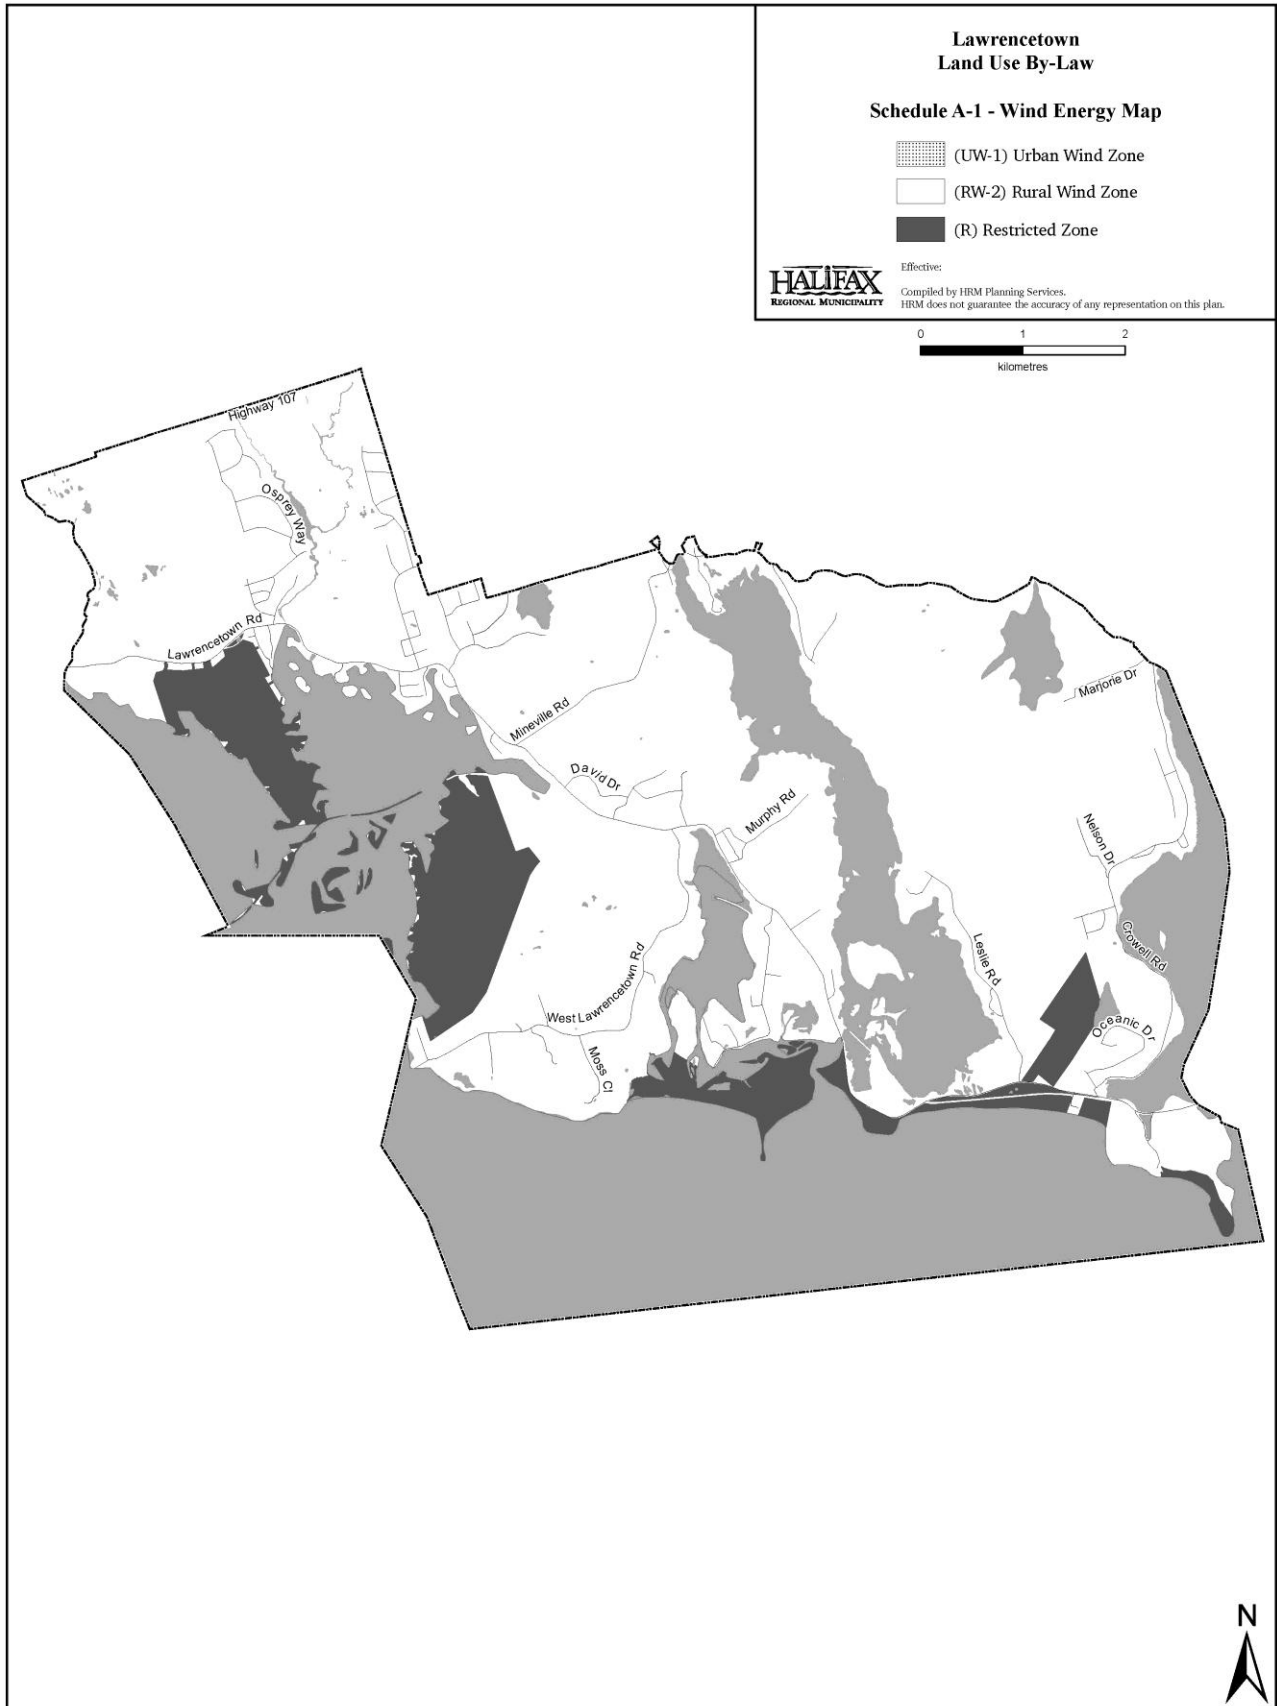 Lawrencetown
Land Use By-Law
Schedule A-1 - Wind Energy Map
(UW-1) Urban Wind Zone
(RW-2) Rural Wind Zone
(R) Restricted Zone
HALIFAX
REGIONAL MUNICIPALITY
Effective:
Compiled by HRM Planning Services.
HRM does not guarantee the accuracy of any representation on this plan.
0 1 2
kilometres
Highway 107
Osprey Way
Lawrencetown Rd
Marjorie Dr
Mineville Rd
David Dr
Murphy Rd
Nelson Dr
Crowell Rd
Leslie Rd
West Lawrencetown Rd
Oceanic Dr
Moss Cl
N